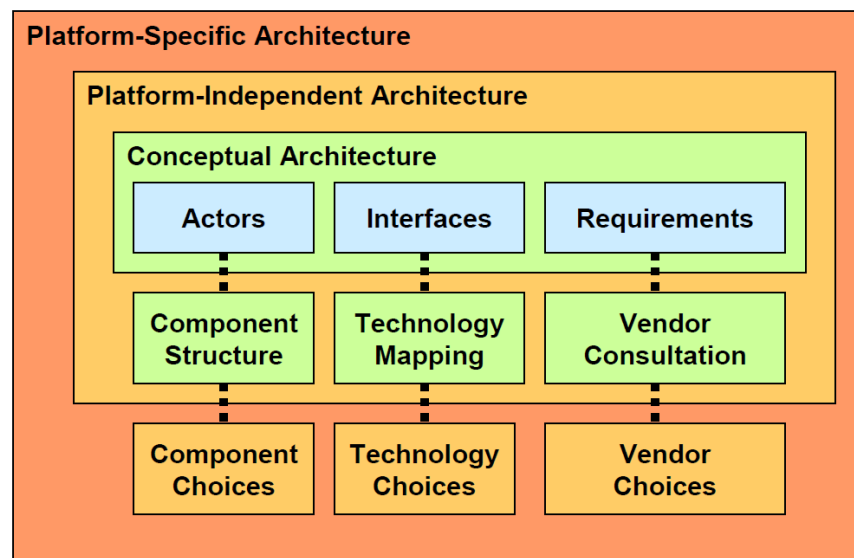 Platform-Specific Architecture
Platform-Independent Architecture
Conceptual Architecture
Actors
Interfaces
Requirements
Component
Structure
Technology
Mapping
Vendor
Consultation
Component
Choices
Technology
Choices
Vendor
Choices